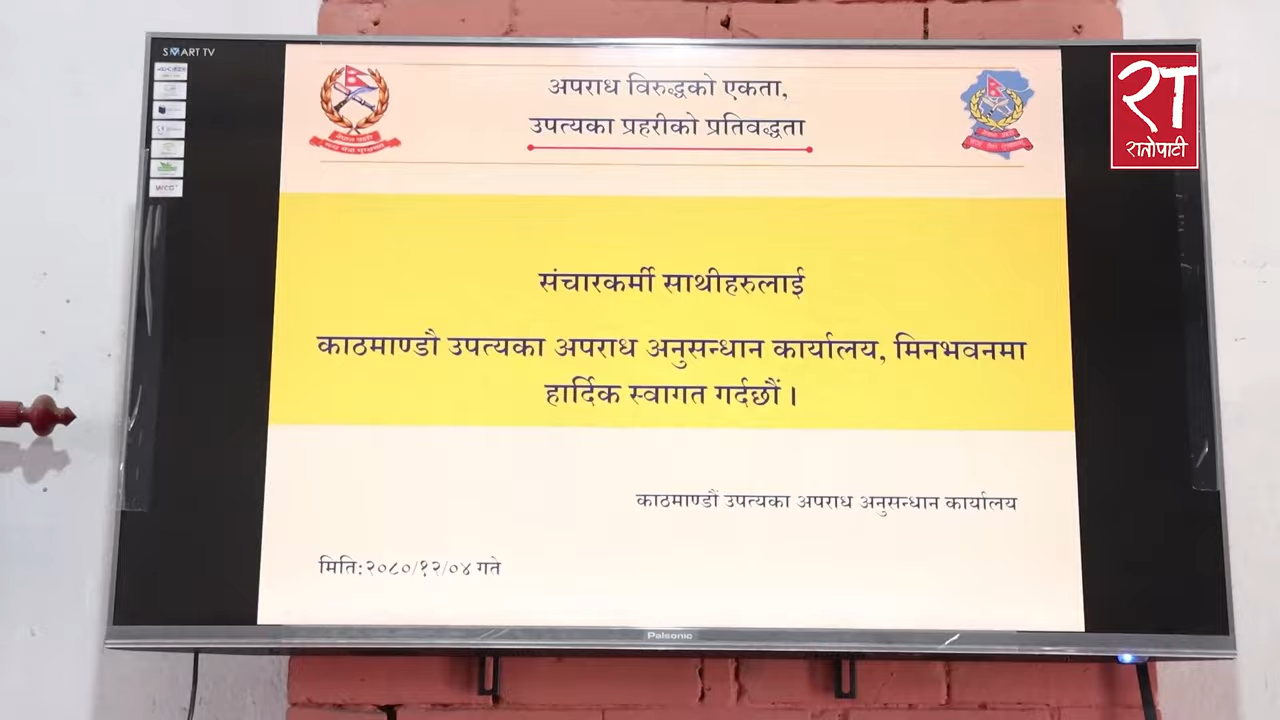 SMART TV
अपराध विरुद्धको एकता,
उपत्यका प्रहरीको प्रतिवद्धता
रा
रातोपाटी
संचारकर्मी साथीहरुलाई
काठमाण्डौ उपत्यका अपराध अनुसन्धान कार्यालय, मिनभवनमा
हार्दिक स्वागत गर्दछौं ।
काठमाण्डौं उपत्यका अपराध अनुसन्धान कार्यालय
मिति:२०८०/१२/०४ गते
Palsonic